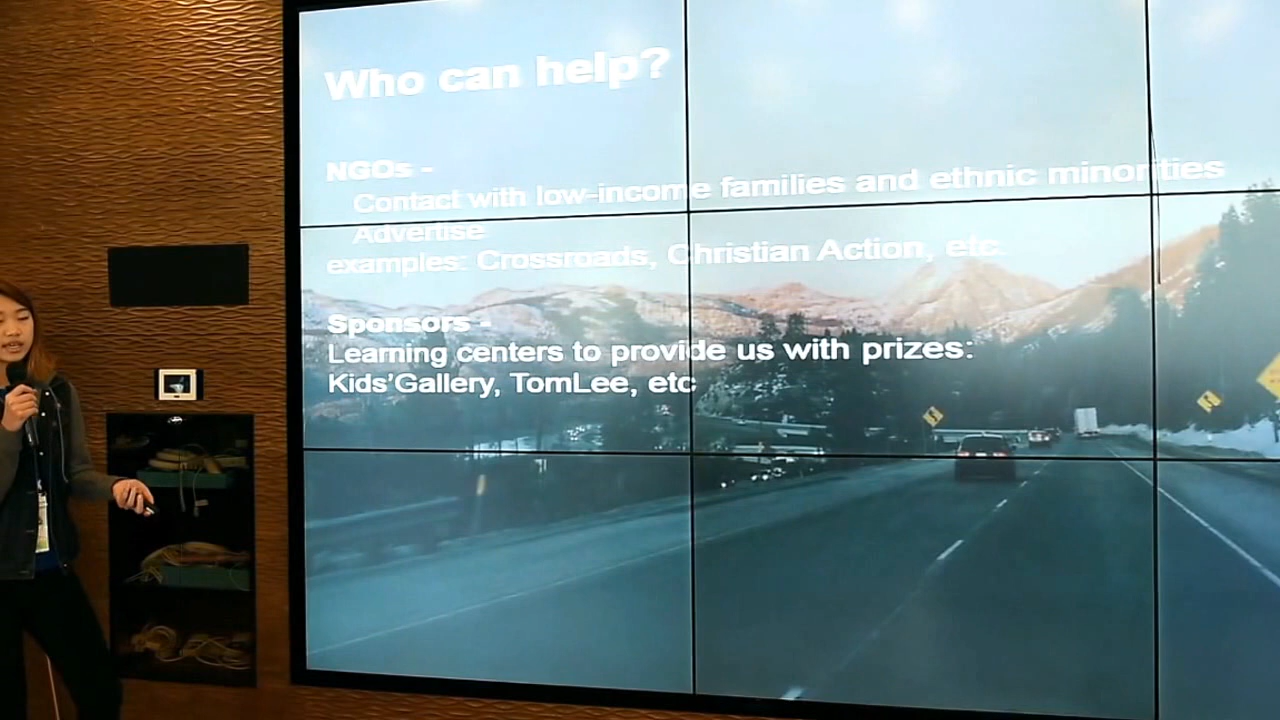 Who can help?
NGOs -
Contact with low-income families and ethnic minorities
Advertise
examples: Crossroads, Christian Action, etc.
Sponsors -
Learning centers to provide us with prizes:
Kids'Gallery, TomLee, etc